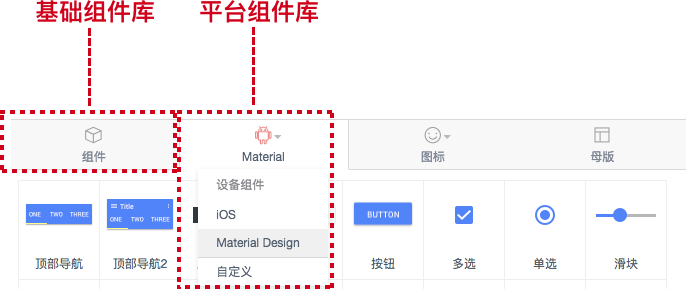 基础组件库
平台组件库
组件
Material
图标
母版
设备组件
iOS
Material Design
自定义
ONE TWO THREE
顶部导航
Title
ONE TWO THREE
顶部导航2
BUTTON
按钮
多选
单选
滑块